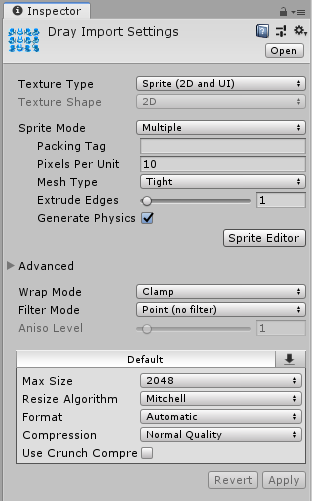 Inspector
Dray Import Settings
Open
Texture Type Sprite (2D and UI)
Texture Shape 2D
Sprite Mode Multiple
Packing Tag
Pixels Per Unit 10
Mesh Type Tight
Extrude Edges 1
Generate Physics
Sprite Editor
Advanced
Wrap Mode Clamp
Filter Mode Point (no filter)
Aniso Level 1
Default
Max Size 2048
Resize Algorithm Mitchell
Format Automatic
Compression Normal Quality
Use Crunch Compre
Revert Apply